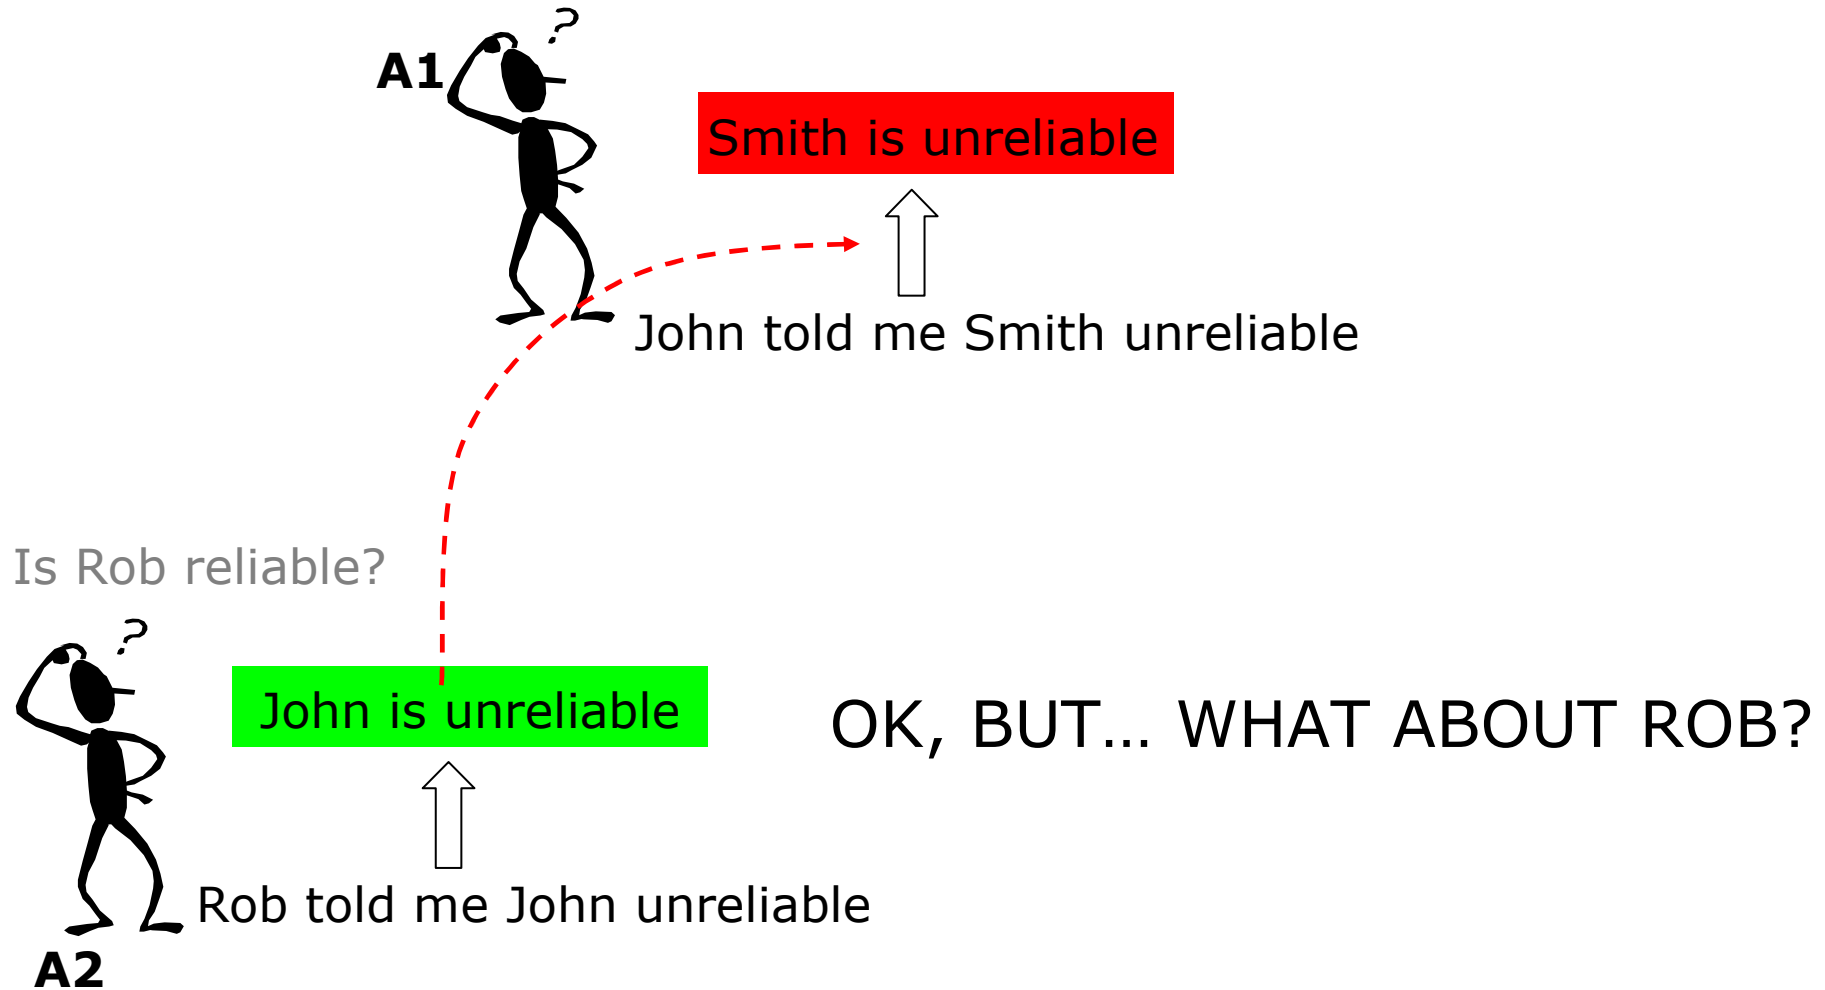 ?
A1
Smith is unreliable
John told me Smith unreliable
Is Rob reliable?
?
John is unreliable
OK, BUT... WHAT ABOUT ROB?
Rob told me John unreliable
A2